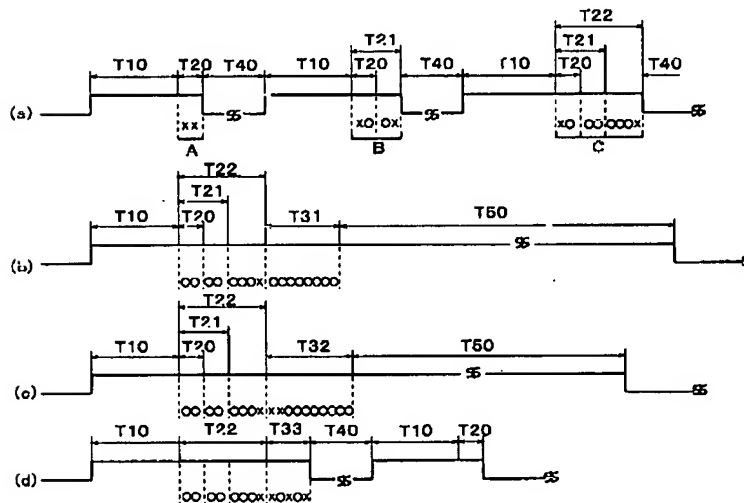 T22
T21 T21
T10 T20 T40 T10 T20 T40 T10 T20 T40
(a)
xx xO Ox xO OO OOOx
A B C
T22
T21
T10 T20 T31 T50
(b)
OO OO OOOx OOOOOOOO
T22
T21
T10 T20 T32 T50
(c)
OO OO OOOx xxOOOOOOOO
T10 T22 T33 T40 T10 T20
(d)
OO OO OOOx xOxOx